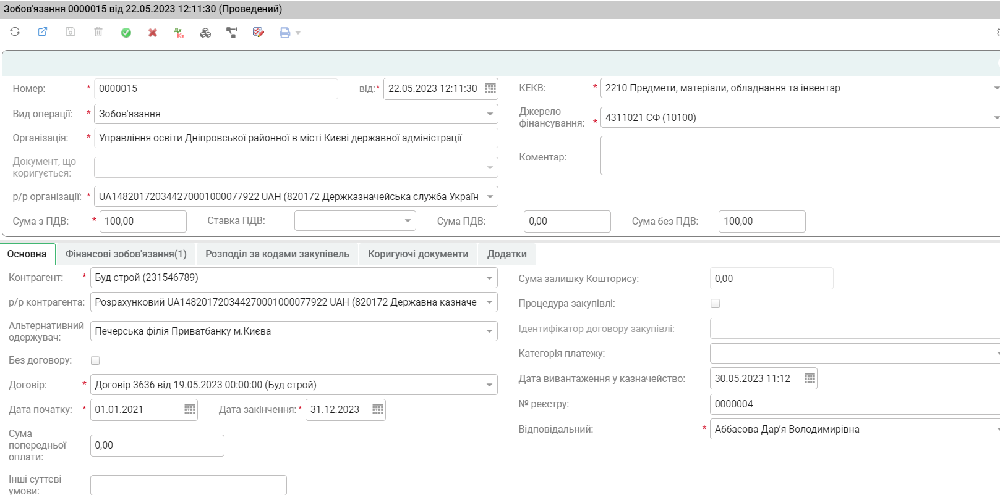 Зобов'язання 0000015 від 22.05.2023 12:11:30 (Проведений)
Дт
Кт
Номер: * 0000015 від:* 22.05.2023 12:11:30
КЕКВ: * 2210 Предмети, матеріали, обладнання та інвентар
Вид операції: * Зобов'язання
Джерело
фінансування: * 4311021 СФ (10100)
Організація: * Управління освіти Дніпровської районної в місті Києві державної адміністрації
Документ, що
коригується:
Коментар:
р/р організації: * UA148201720344270001000077922 UAH (820172 Держказначейська служба Україн
Сума з ПДВ: * 100,00 Ставка ПДВ: Сума ПДВ: 0,00 Сума без ПДВ: 100,00
Основна Фінансові зобов'язання(1) Розподіл за кодами закупівель Коригуючі документи Додатки
Контрагент: * Буд строй (231546789)
р/р контрагента: Розрахунковий UA148201720344270001000077922 UAH (820172 Державна казначе
Альтернативний
одержувач: Печерська філія Приватбанку м.Києва
Без договору:
Договір: * Договір 3636 від 19.05.2023 00:00:00 (Буд строй)
Дата початку: * 01.01.2021 Дата закінчення:* 31.12.2023
Сума
попередньої
оплати: 0,00
Інші суттєві
умови:
Сума залишку Кошторису: 0,00
Процедура закупівлі:
Ідентифікатор договору закупівлі:
Категорія платежу:
Дата вивантаження у казначейство: 30.05.2023 11:12
№ реєстру: 0000004
Відповідальний: * Аббасова Дар’я Володимирівна